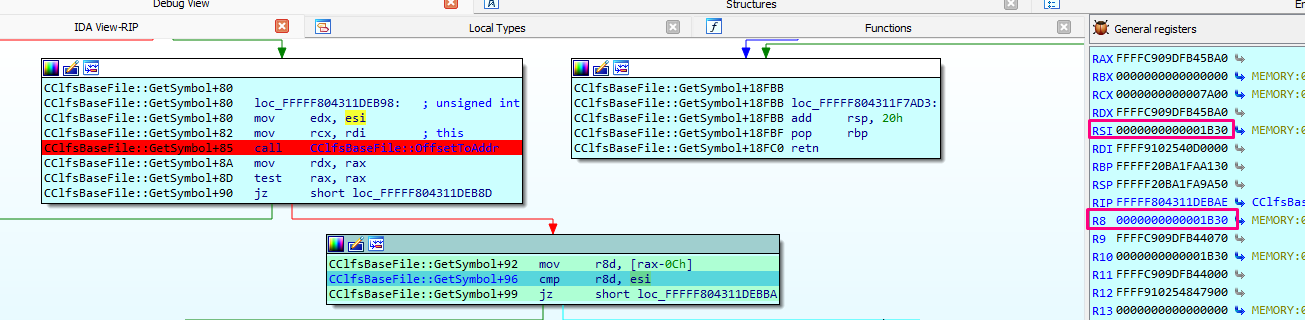 Debug View
Structures
En
IDA View-RIP
Local Types
Functions
General registers
CClfsBaseFile::GetSymbol+80
CClfsBaseFile::GetSymbol+80 loc_FFFFF804311DEB98: ; unsigned int
CClfsBaseFile::GetSymbol+80 mov edx, esi
CClfsBaseFile::GetSymbol+82 mov rcx, rdi ; this
CClfsBaseFile::GetSymbol+85 call CClfsBaseFile::OffsetToAddr
CClfsBaseFile::GetSymbol+8A mov rdx, rax
CClfsBaseFile::GetSymbol+8D test rax, rax
CClfsBaseFile::GetSymbol+90 jz short loc_FFFFF804311DEB8D
CClfsBaseFile::GetSymbol+18FBB
CClfsBaseFile::GetSymbol+18FBB loc_FFFFF804311F7AD3:
CClfsBaseFile::GetSymbol+18FBB add rsp, 20h
CClfsBaseFile::GetSymbol+18FBF pop rbp
CClfsBaseFile::GetSymbol+18FC0 retn
CClfsBaseFile::GetSymbol+92 mov r8d, [rax-0Ch]
CClfsBaseFile::GetSymbol+96 cmp r8d, esi
CClfsBaseFile::GetSymbol+99 jz short loc_FFFFF804311DEBBA
RAX FFFFC909DFB45BA0
RBX 0000000000000000 MEMORY:0
RCX 0000000000007A00 MEMORY:0
RDX FFFFC909DFB45BA0
RSI 0000000000001B30 MEMORY:0
RDI FFFF9102540D0000
RBP FFFFF20BA1FAA130
RSP FFFFF20BA1FA9A50
RIP FFFFF804311DEBAE CClfsBas
R8 0000000000001B30 MEMORY:0
R9 FFFFC909DFB44070
R10 0000000000001B30 MEMORY:0
R11 FFFFC909DFB44000
R12 FFFF910254847900
R13 0000000000000000 MEMORY:0